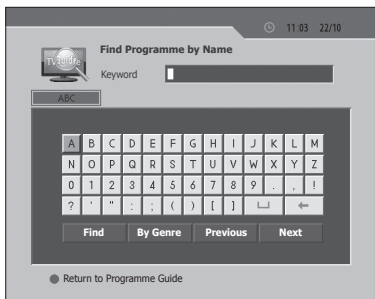 11:03 22/10
Find Programme by Name
TV guide
Keyword
ABC
A B C D E F G H I J K L M
N O P Q R S T U V W X Y Z
0 1 2 3 4 5 6 7 8 9 . , !
? ' " : ; ( ) [ ] ⌴ ←
Find By Genre Previous Next
Return to Programme Guide